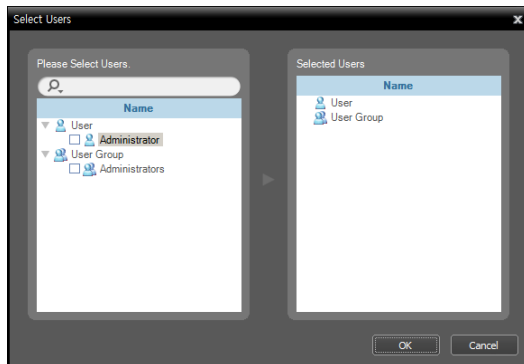 Select Users
Please Select Users.
Name
User
Administrator
User Group
Administrators
Selected Users
Name
User
User Group
OK
Cancel